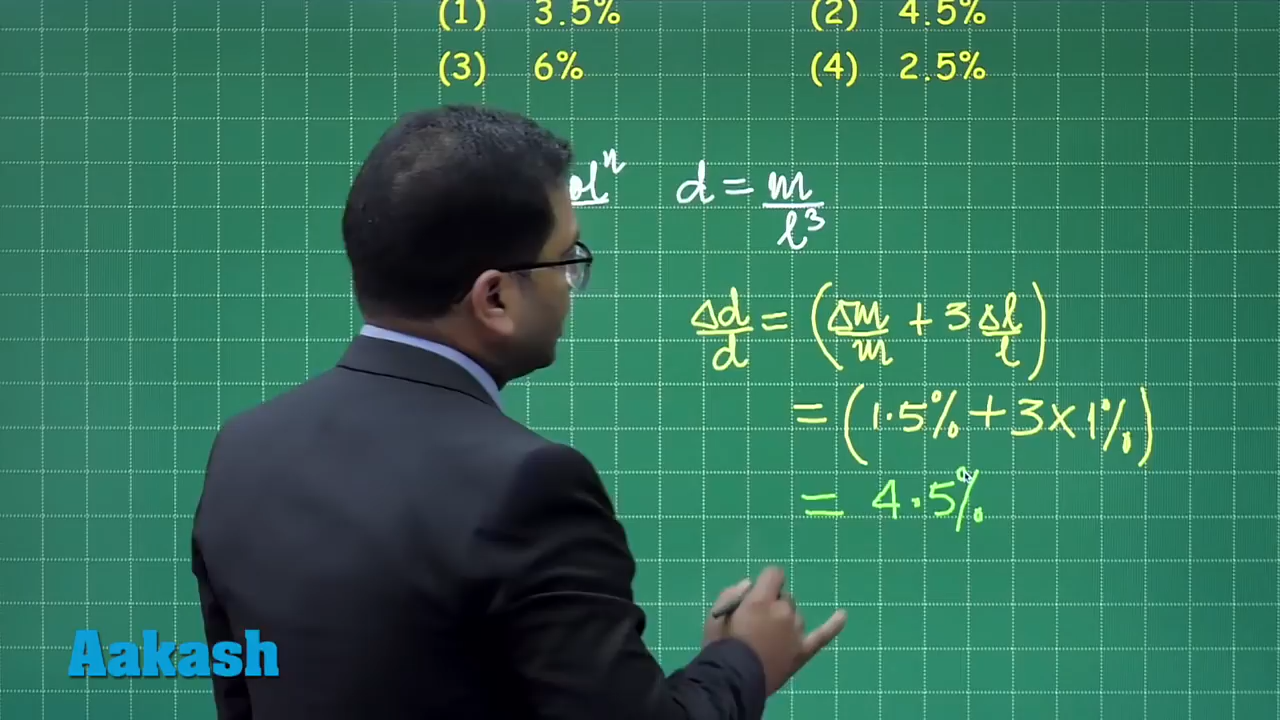 (1) 3.5% (2) 4.5%
(3) 6% (4) 2.5%
d = m/l³
Δd/d = (Δm/m + 3 Δl/l)
= (1.5% + 3 × 1%)
= 4.5%
Aakash